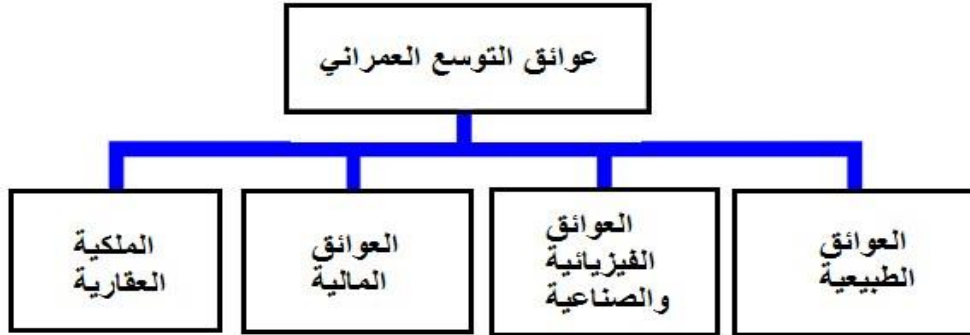 عوائق التوسع العمراني
العوائق
الطبيعية
العوائق
الفيزيائية
والصناعية
العوائق
المالية
الملكية
العقارية